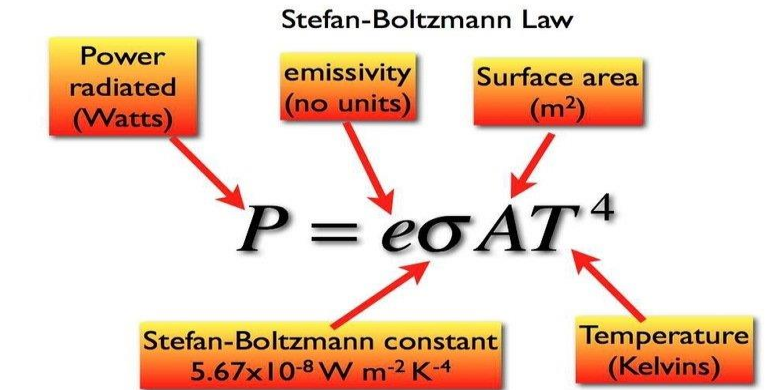 Stefan-Boltzmann Law
Power
radiated
(Watts)
emissivity
(no units)
Surface area
(m²)
P = eσAT⁴
Stefan-Boltzmann constant
5.67x10⁻⁸ W m⁻² K⁻⁴
Temperature
(Kelvins)